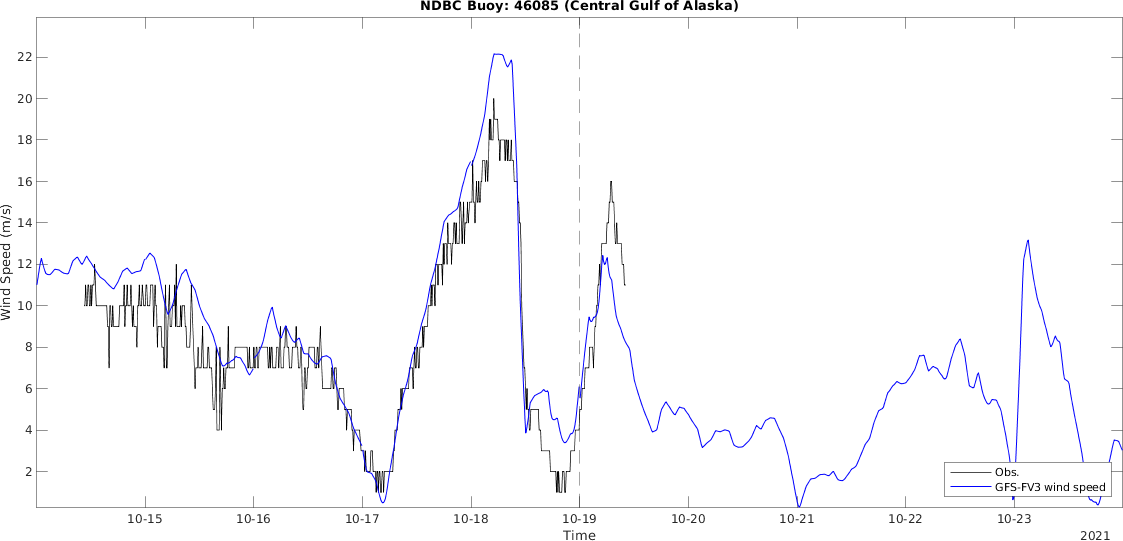 NDBC Buoy: 46085 (Central Gulf of Alaska)
22
20
18
16
14
12
10
8
6
4
2
Wind Speed (m/s)
10-15 10-16 10-17 10-18 10-19 10-20 10-21 10-22 10-23
Time
2021
Obs.
GFS-FV3 wind speed